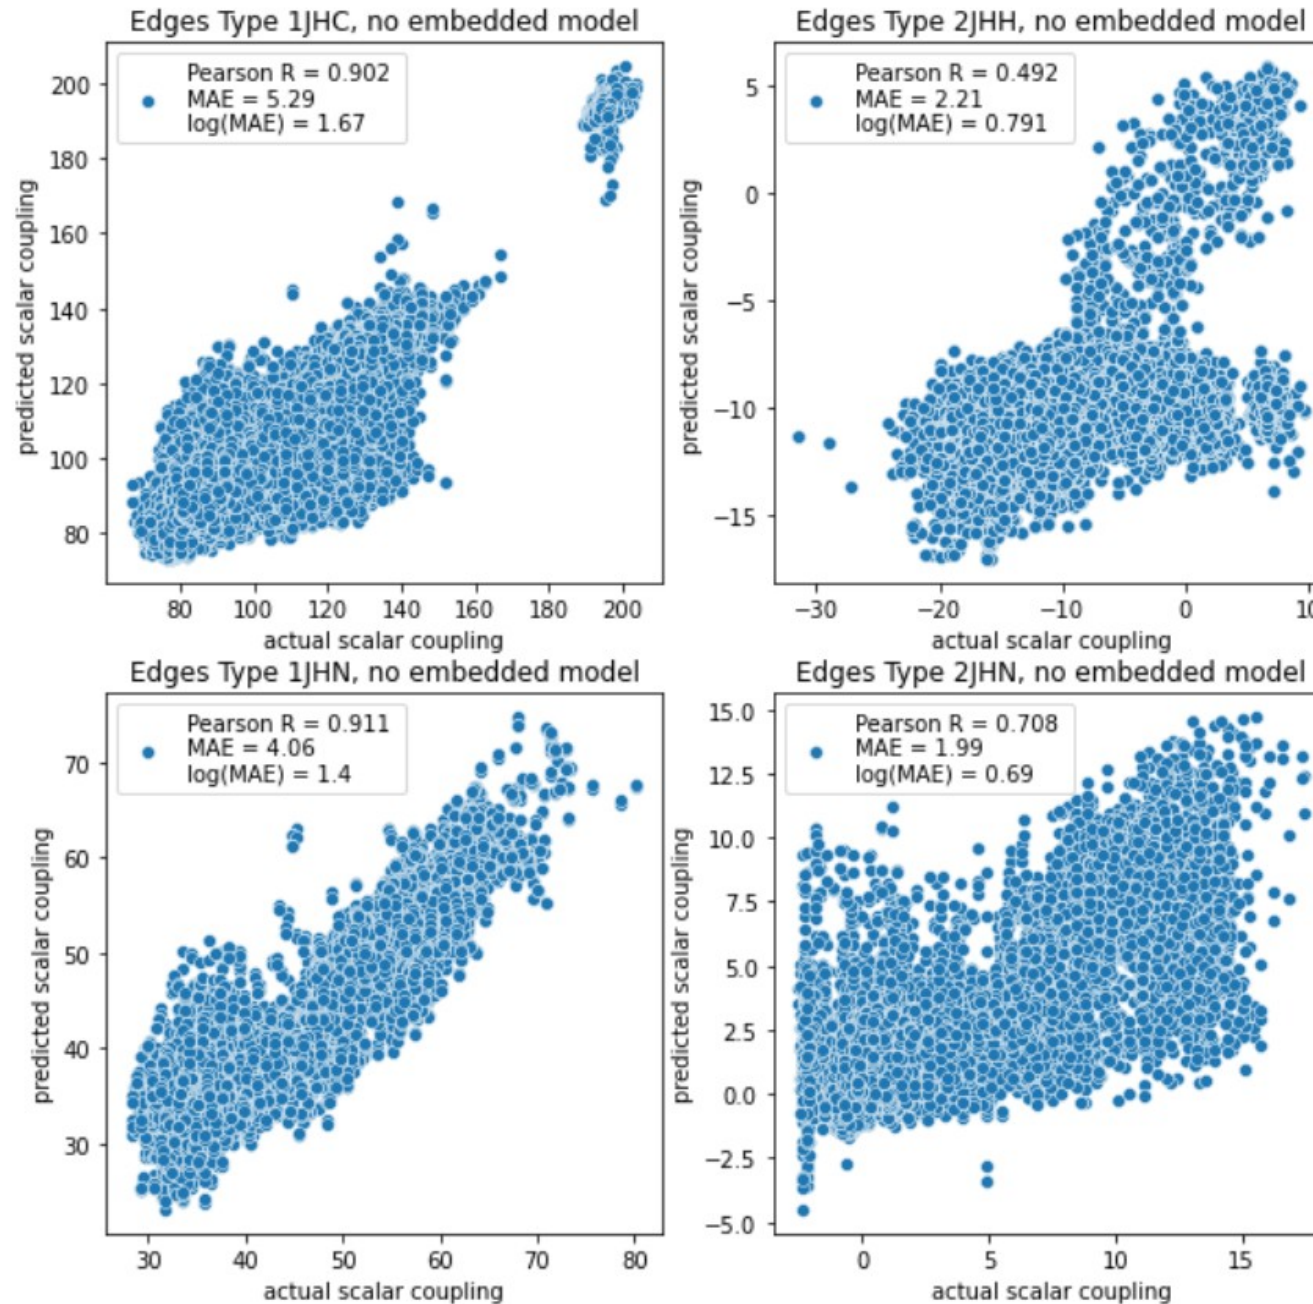 Edges Type 1JHC, no embedded model
Pearson R = 0.902
MAE = 5.29
log(MAE) = 1.67
200
180
160
140
120
100
80
predicted scalar coupling
80 100 120 140 160 180 200
actual scalar coupling
Edges Type 2JHH, no embedded model
Pearson R = 0.492
MAE = 2.21
log(MAE) = 0.791
5
0
−5
−10
−15
predicted scalar coupling
−30 −20 −10 0 10
actual scalar coupling
Edges Type 1JHN, no embedded model
Pearson R = 0.911
MAE = 4.06
log(MAE) = 1.4
70
60
50
40
30
predicted scalar coupling
30 40 50 60 70 80
actual scalar coupling
Edges Type 2JHN, no embedded model
Pearson R = 0.708
MAE = 1.99
log(MAE) = 0.69
15.0
12.5
10.0
7.5
5.0
2.5
0.0
−2.5
−5.0
predicted scalar coupling
0 5 10 15
actual scalar coupling